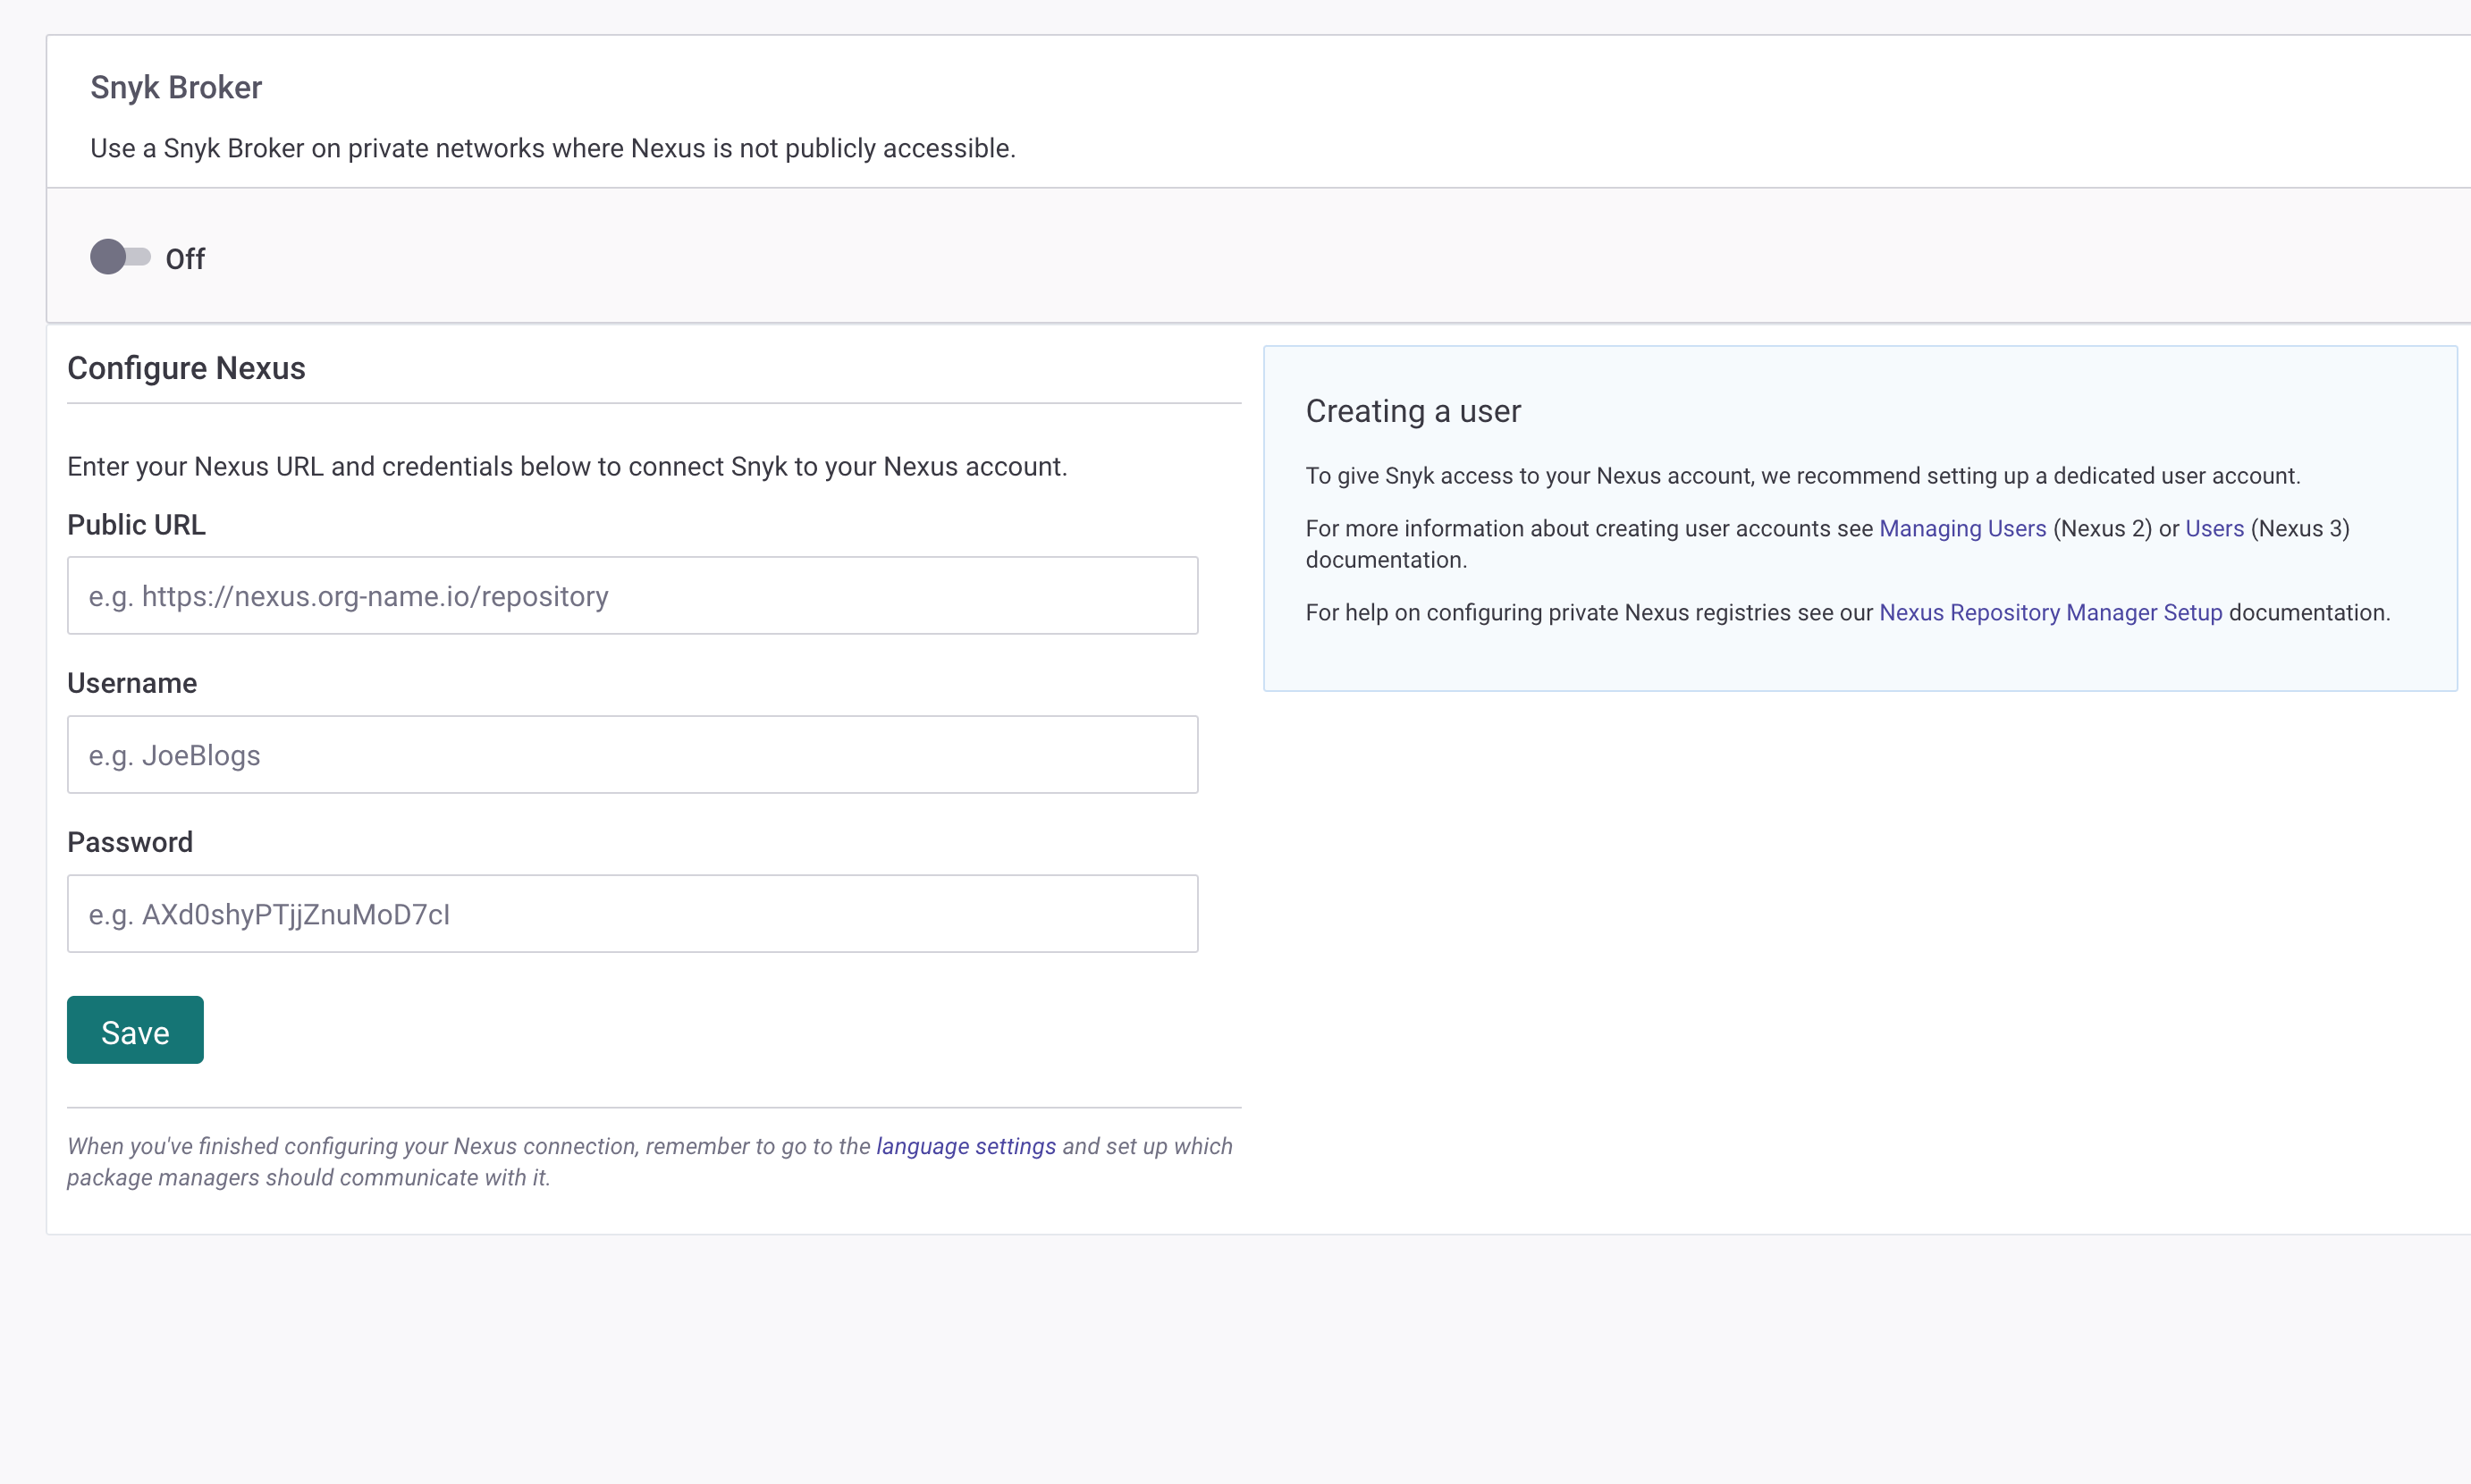 Snyk Broker
Use a Snyk Broker on private networks where Nexus is not publicly accessible.
Off
Configure Nexus
Enter your Nexus URL and credentials below to connect Snyk to your Nexus account.
Public URL
e.g. https://nexus.org-name.io/repository
Username
e.g. JoeBlogs
Password
e.g. AXd0shyPTjjZnuMoD7cI
Save
When you've finished configuring your Nexus connection, remember to go to the language settings and set up which
package managers should communicate with it.
Creating a user
To give Snyk access to your Nexus account, we recommend setting up a dedicated user account.
For more information about creating user accounts see Managing Users (Nexus 2) or Users (Nexus 3)
documentation.
For help on configuring private Nexus registries see our Nexus Repository Manager Setup documentation.